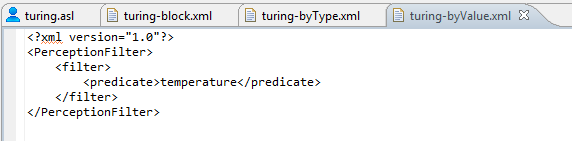 turing.asl turing-block.xml turing-byType.xml turing-byValue.xml
<?xml version="1.0"?>
<PerceptionFilter>
    <filter>
        <predicate>temperature</predicate>
    </filter>
</PerceptionFilter>